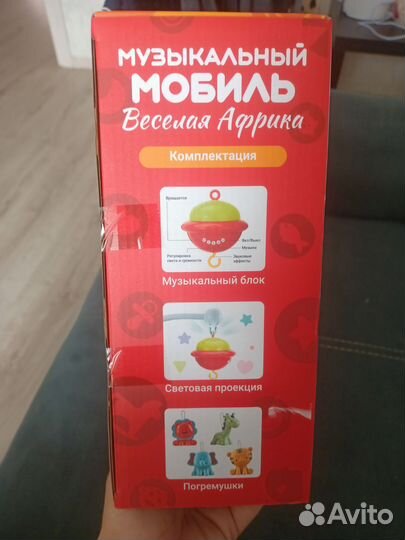 МУЗЫКАЛЬНЫЙ
МОБИЛЬ
Веселая Африка
Комплектация
Вращается
Вкл/Выкл
Музыка
Регулировка
света и громкости
Звуковые
эффекты
Музыкальный блок
Световая проекция
Погремушки
Avito